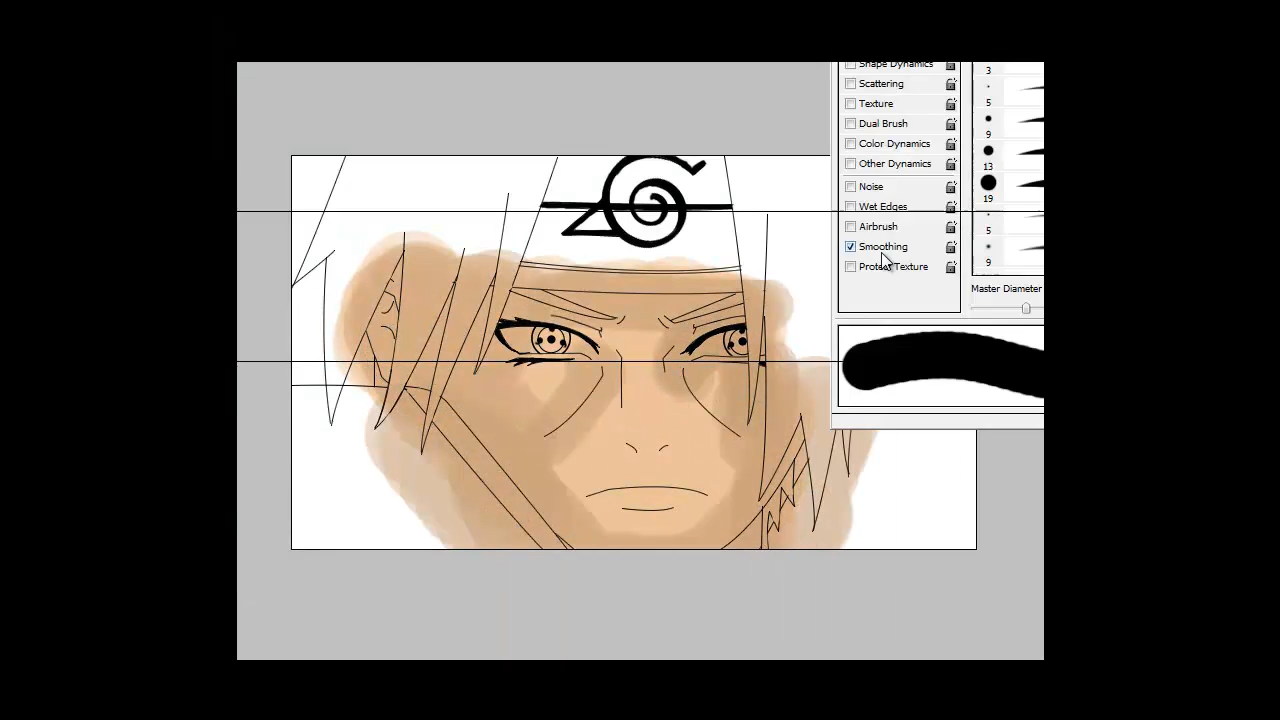 Shape Dynamics
Scattering
Texture
Dual Brush
Color Dynamics
Other Dynamics
Noise
Wet Edges
Airbrush
Smoothing
Protect Texture
3
5
9
13
19
5
9
Master Diameter